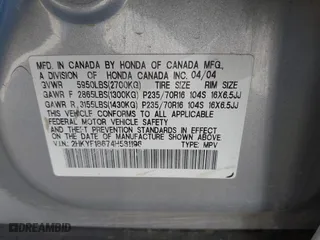 MFD. IN CANADA BY HONDA OF CANADA MFG.,
A DIVISION OF HONDA CANADA INC. 04/04
GVWR 5950LBS(2700KG) TIRE SIZE RIM SIZE
GAWR F 2865LBS(1300KG) P235/70R16 104S 16X6.5JJ
GAWR R 3155LBS(1430KG) P235/70R16 104S 16X6.5JJ
THIS VEHICLE CONFORMS TO ALL APPLICABLE
FEDERAL MOTOR VEHICLE SAFETY STANDARDS
IN EFFECT ON THE DATE OF MANUFACTURE SHOWN ABOVE.
V.I.N.: 2HKYF18674H531196 TYPE: MPV
DREAMBID